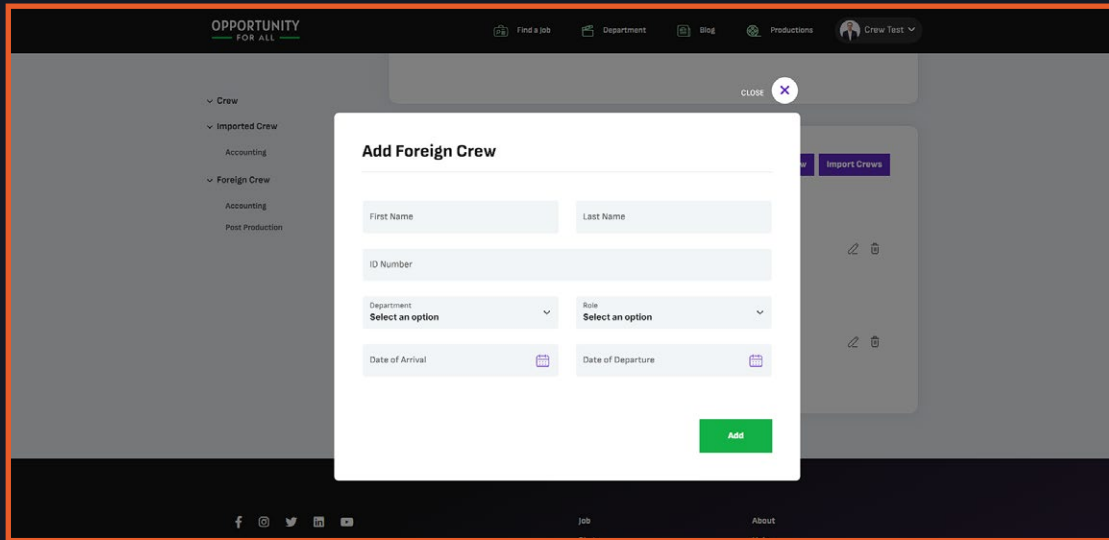 OPPORTUNITY
FOR ALL
Find a Job
Department
Blog
Productions
Crew Test
CLOSE
Crew
Imported Crew
Accounting
Foreign Crew
Accounting
Post Production
Import Crews
Add Foreign Crew
First Name
Last Name
ID Number
Department
Select an option
Role
Select an option
Date of Arrival
Date of Departure
Add
Job
About